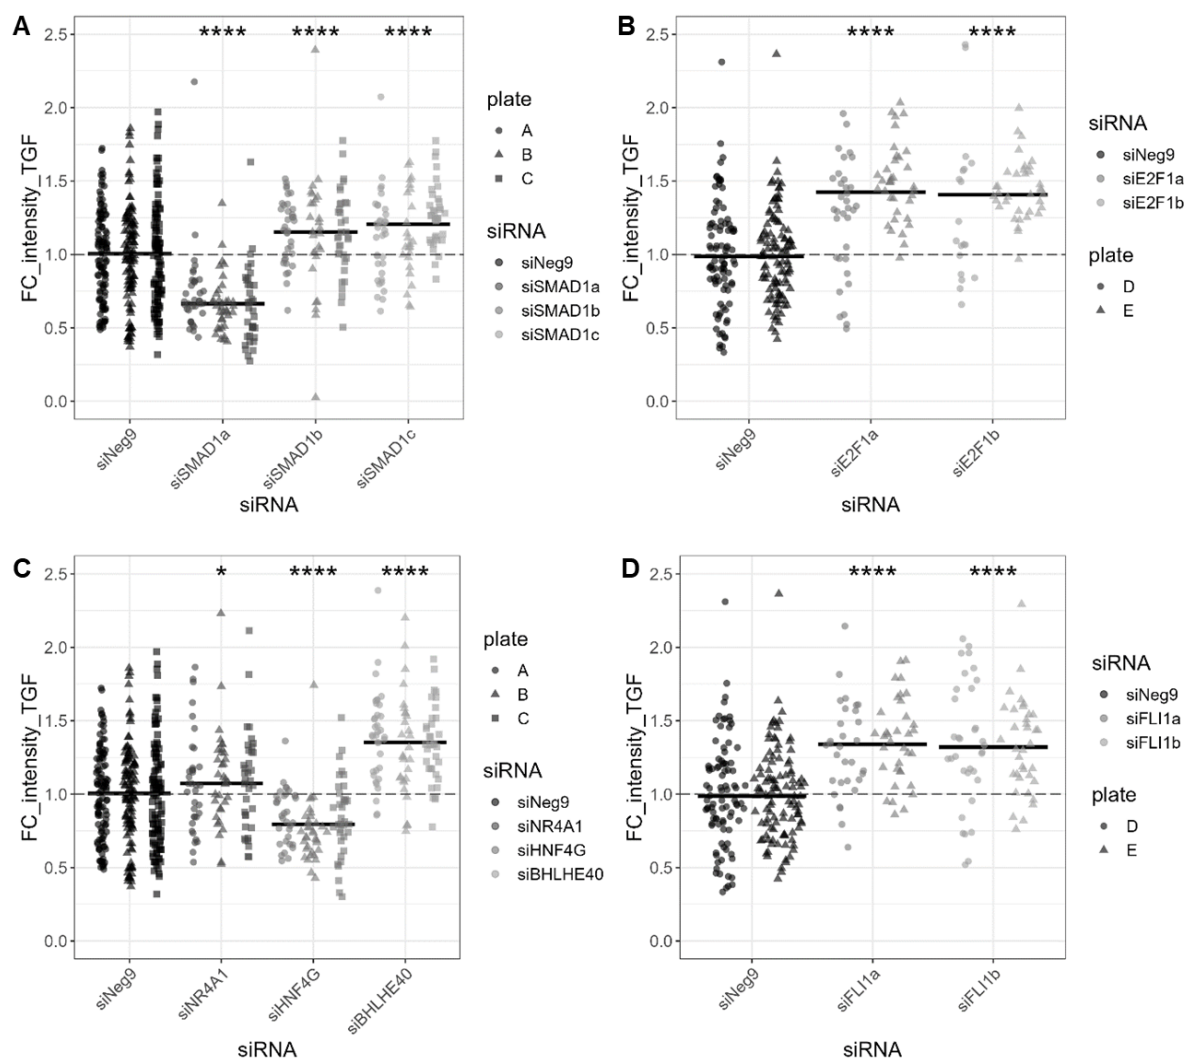 A
2.5
2.0
1.5
1.0
0.5
0.0
FC_intensity_TGF
**** **** ****
siNeg9
siSMAD1a
siSMAD1b
siSMAD1c
siRNA
plate
A
B
C
siRNA
siNeg9
siSMAD1a
siSMAD1b
siSMAD1c
B
2.5
2.0
1.5
1.0
0.5
0.0
FC_intensity_TGF
**** ****
siNeg9
siE2F1a
siE2F1b
siRNA
siRNA
siNeg9
siE2F1a
siE2F1b
plate
D
E
C
2.5
2.0
1.5
1.0
0.5
0.0
FC_intensity_TGF
* **** ****
siNeg9
siNR4A1
siHNF4G
siBHLHE40
siRNA
plate
A
B
C
siRNA
siNeg9
siNR4A1
siHNF4G
siBHLHE40
D
2.5
2.0
1.5
1.0
0.5
0.0
FC_intensity_TGF
**** ****
siNeg9
siFLI1a
siFLI1b
siRNA
siRNA
siNeg9
siFLI1a
siFLI1b
plate
D
E